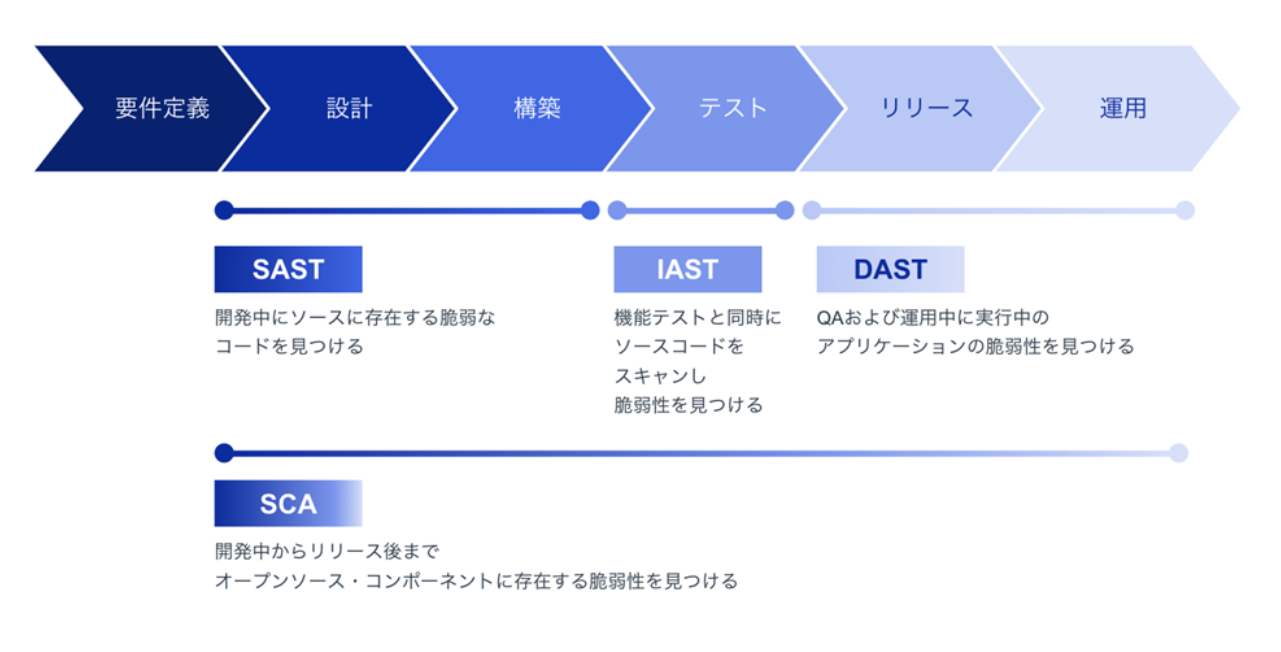 要件定義
設計
構築
テスト
リリース
運用
SAST
開発中にソースに存在する脆弱な
コードを見つける
IAST
機能テストと同時に
ソースコードを
スキャンし
脆弱性を見つける
DAST
QAおよび運用中に実行中の
アプリケーションの脆弱性を見つける
SCA
開発中からリリース後まで
オープンソース・コンポーネントに存在する脆弱性を見つける